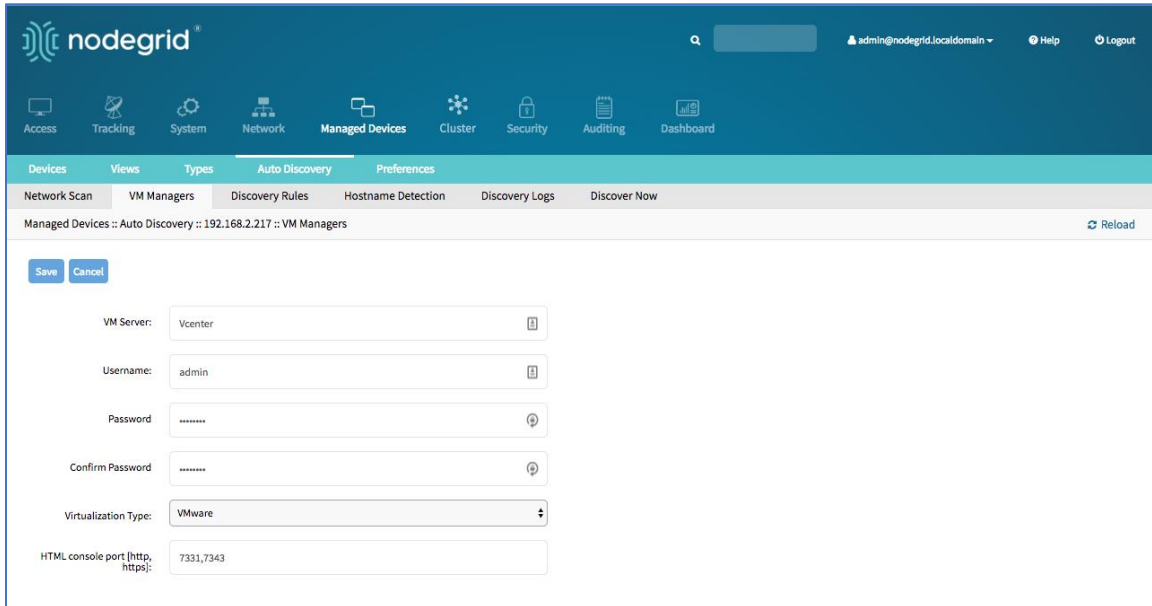 nodegrid®
admin@nodegrid.localdomain
Help
Logout
Access
Tracking
System
Network
Managed Devices
Cluster
Security
Auditing
Dashboard
Devices
Views
Types
Auto Discovery
Preferences
Network Scan
VM Managers
Discovery Rules
Hostname Detection
Discovery Logs
Discover Now
Managed Devices :: Auto Discovery :: 192.168.2.217 :: VM Managers
Reload
Save
Cancel
VM Server:
Vcenter
Username:
admin
Password
••••••••
Confirm Password
••••••••
Virtualization Type:
VMware
HTML console port [http,
https]:
7331,7343